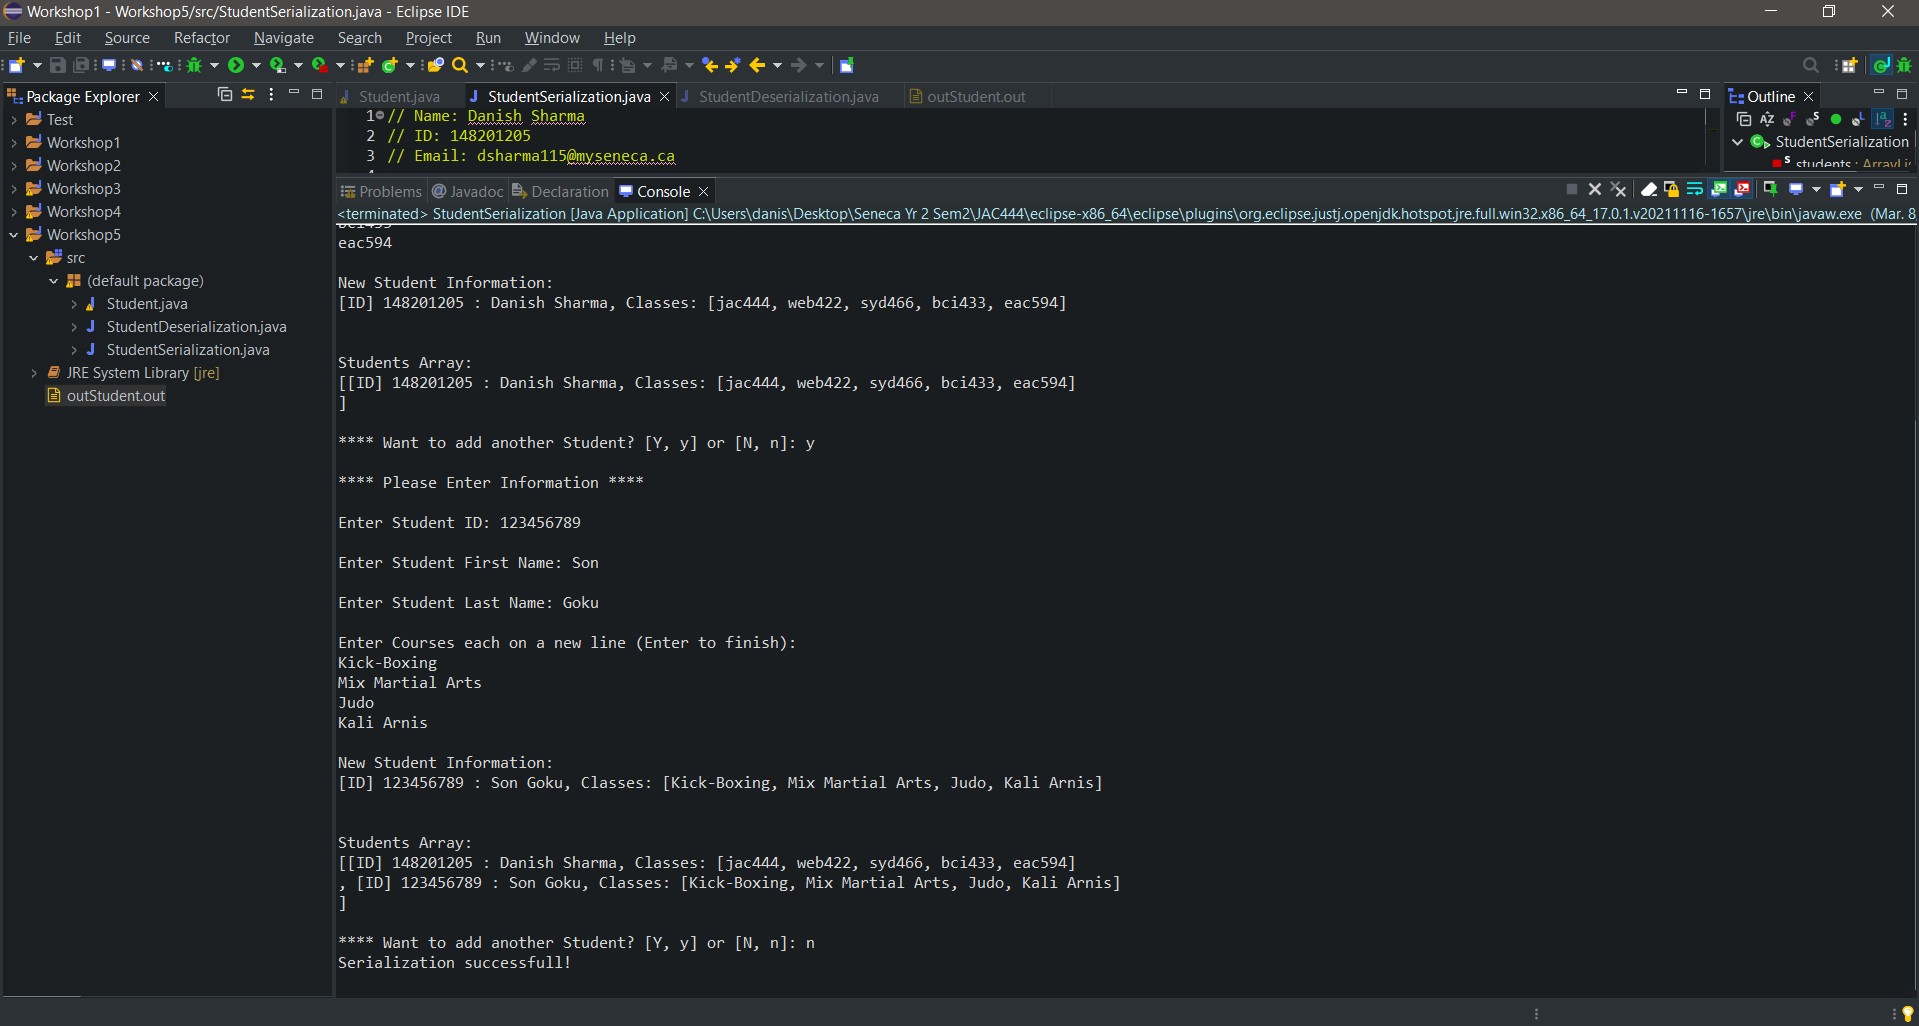 Workshop1 - Workshop5/src/StudentSerialization.java - Eclipse IDE
File Edit Source Refactor Navigate Search Project Run Window Help
Package Explorer
Test
Workshop1
Workshop2
Workshop3
Workshop4
Workshop5
src
(default package)
Student.java
StudentDeserialization.java
StudentSerialization.java
JRE System Library [jre]
outStudent.out
Student.java StudentSerialization.java StudentDeserialization.java outStudent.out
1 // Name: Danish Sharma
2 // ID: 148201205
3 // Email: dsharma115@myseneca.ca
Outline
StudentSerialization
students : ArrayLis
Problems Javadoc Declaration Console
<terminated> StudentSerialization [Java Application] C:\Users\danis\Desktop\Seneca Yr 2 Sem2\JAC444\eclipse-x86_64\eclipse\plugins\org.eclipse.justj.openjdk.hotspot.jre.full.win32.x86_64_17.0.1.v20211116-1657\jre\bin\javaw.exe (Mar. 8
bci433
eac594
New Student Information:
[ID] 148201205 : Danish Sharma, Classes: [jac444, web422, syd466, bci433, eac594]
Students Array:
[[ID] 148201205 : Danish Sharma, Classes: [jac444, web422, syd466, bci433, eac594]
]
**** Want to add another Student? [Y, y] or [N, n]: y
**** Please Enter Information ****
Enter Student ID: 123456789
Enter Student First Name: Son
Enter Student Last Name: Goku
Enter Courses each on a new line (Enter to finish):
Kick-Boxing
Mix Martial Arts
Judo
Kali Arnis
New Student Information:
[ID] 123456789 : Son Goku, Classes: [Kick-Boxing, Mix Martial Arts, Judo, Kali Arnis]
Students Array:
[[ID] 148201205 : Danish Sharma, Classes: [jac444, web422, syd466, bci433, eac594]
, [ID] 123456789 : Son Goku, Classes: [Kick-Boxing, Mix Martial Arts, Judo, Kali Arnis]
]
**** Want to add another Student? [Y, y] or [N, n]: n
Serialization successfull!